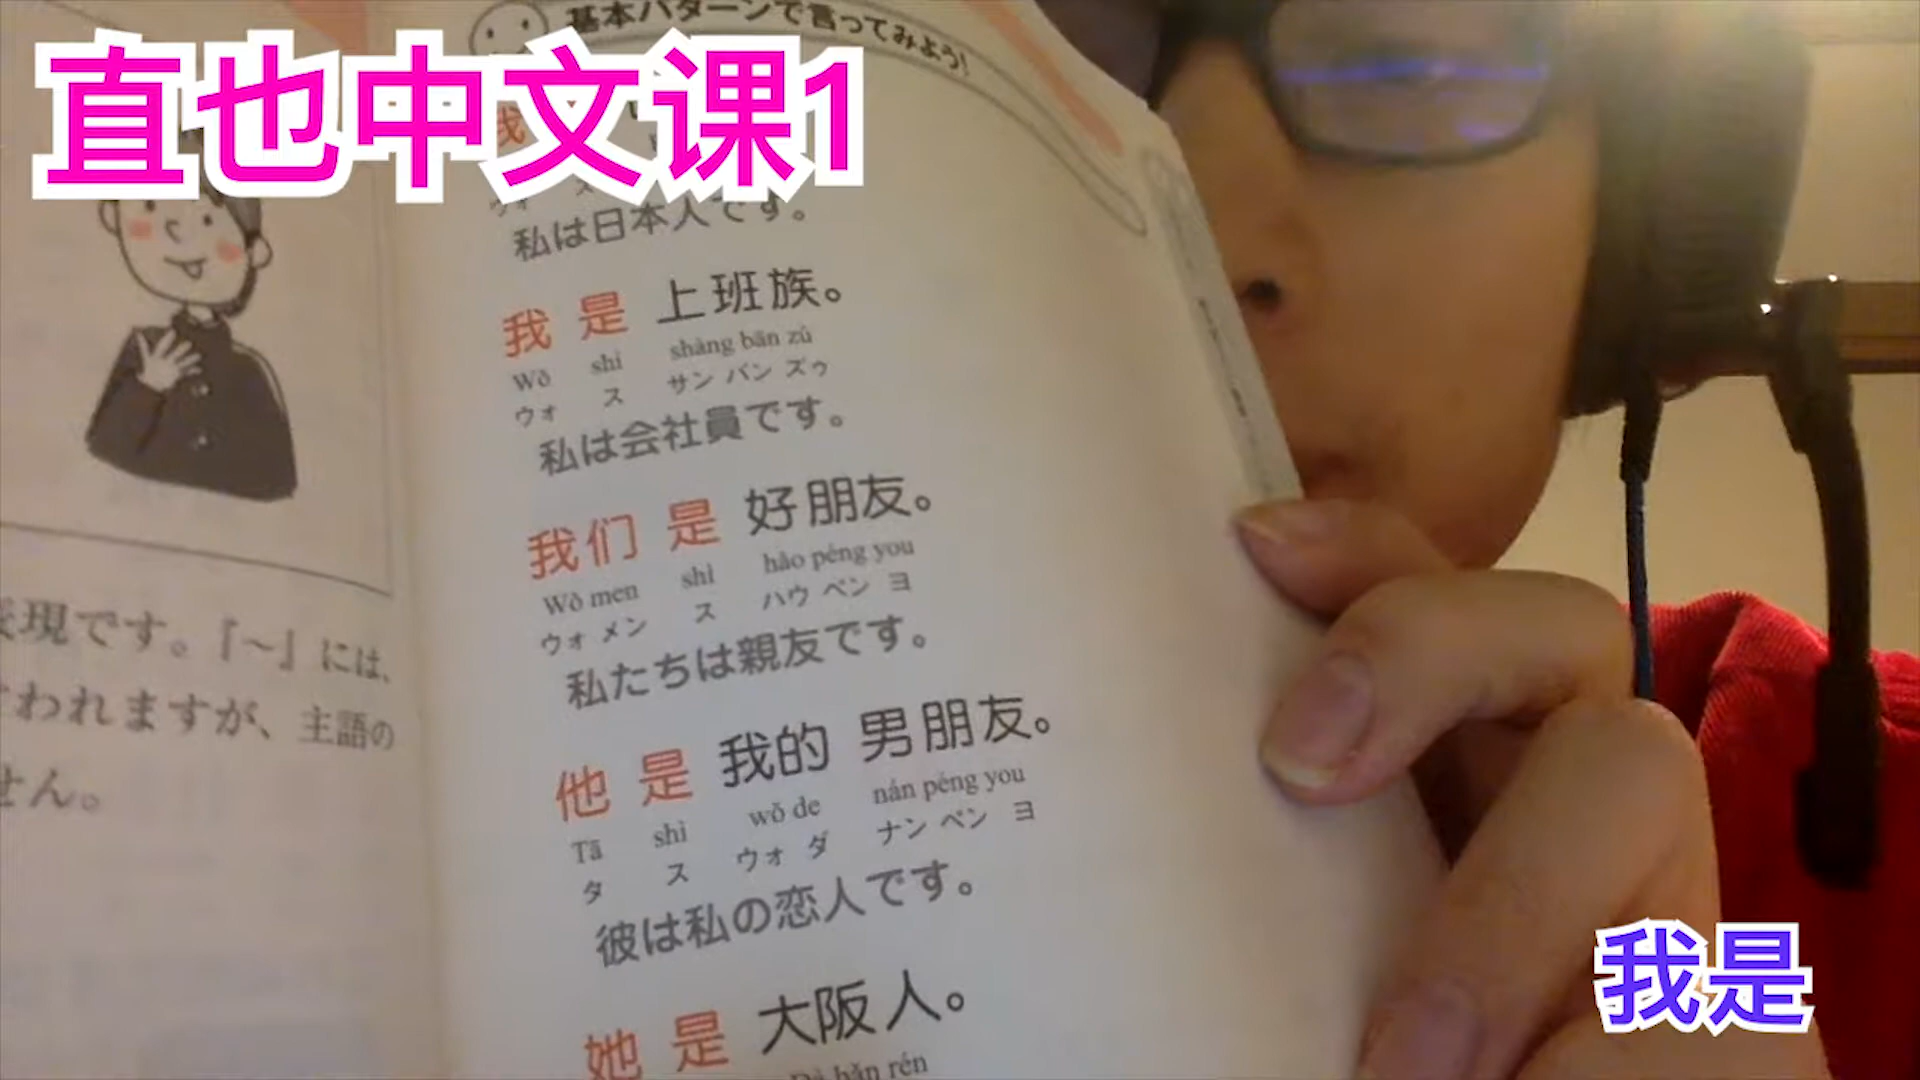 直也中文课1
基本パターンで言ってみよう!
我
私は日本人です。
我 是 上班族。
Wǒ shì shàng bān zú
ウォ ス サン バン ズゥ
私は会社員です。
我们 是 好朋友。
Wǒ men shì hǎo péng you
ウォ メン ス ハウ ペン ヨ
私たちは親友です。
他 是 我的 男朋友。
Tā shì wǒ de nán péng you
タ ス ウォ ダ ナン ペン ヨ
彼は私の恋人です。
她 是 大阪人。
Dà bǎn rén
現です。『〜』には、
われますが、主語の
せん。
我是